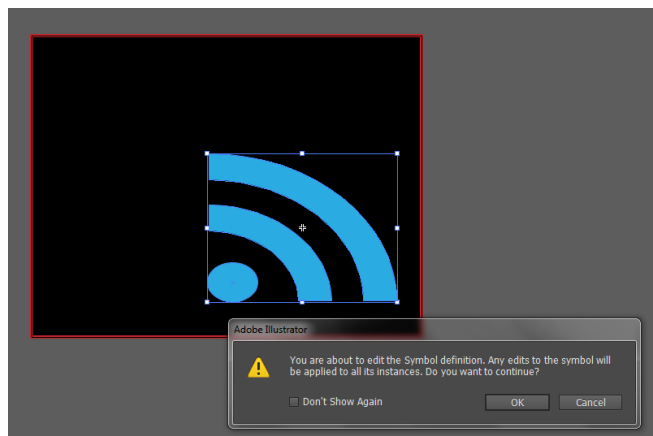 Adobe Illustrator
You are about to edit the Symbol definition. Any edits to the symbol will
be applied to all its instances. Do you want to continue?
Don't Show Again
OK
Cancel